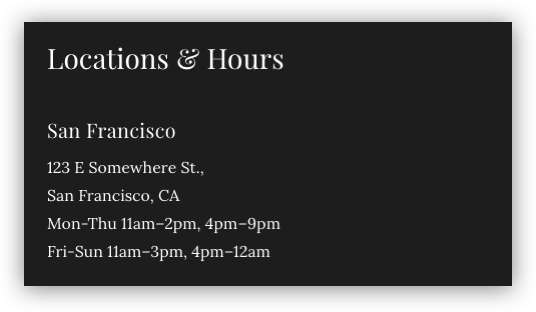 Locations & Hours
San Francisco
123 E Somewhere St.,
San Francisco, CA
Mon-Thu 11am–2pm, 4pm–9pm
Fri-Sun 11am–3pm, 4pm–12am